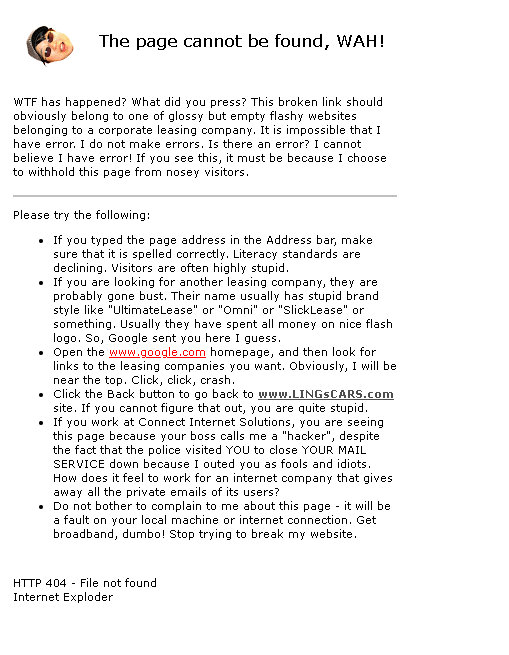 The page cannot be found, WAH!
WTF has happened? What did you press? This broken link should
obviously belong to one of glossy but empty flashy websites
belonging to a corporate leasing company. It is impossible that I
have error. I do not make errors. Is there an error? I cannot
believe I have error! If you see this, it must be because I choose
to withhold this page from nosey visitors.
Please try the following:
• If you typed the page address in the Address bar, make
sure that it is spelled correctly. Literacy standards are
declining. Visitors are often highly stupid.
• If you are looking for another leasing company, they are
probably gone bust. Their name usually has stupid brand
style like "UltimateLease" or "Omni" or "SlickLease" or
something. Usually they have spent all money on nice flash
logo. So, Google sent you here I guess.
• Open the www.google.com homepage, and then look for
links to the leasing companies you want. Obviously, I will be
near the top. Click, click, crash.
• Click the Back button to go back to www.LINGsCARS.com
site. If you cannot figure that out, you are quite stupid.
• If you work at Connect Internet Solutions, you are seeing
this page because your boss calls me a "hacker", despite
the fact that the police visited YOU to close YOUR MAIL
SERVICE down because I outed you as fools and idiots.
How does it feel to work for an internet company that gives
away all the private emails of its users?
• Do not bother to complain to me about this page - it will be
a fault on your local machine or internet connection. Get
broadband, dumbo! Stop trying to break my website.
HTTP 404 - File not found
Internet Exploder